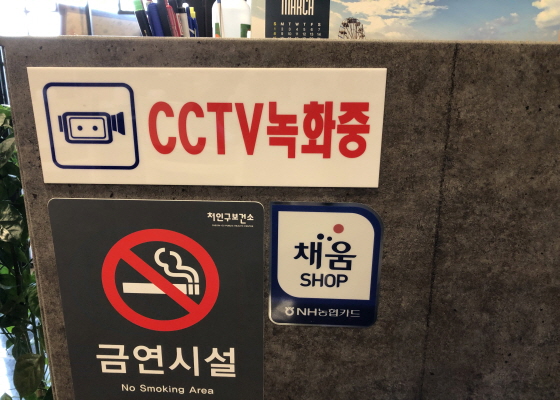 MARCH
S M T W T F S
CCTV녹화중
처인구보건소
금연시설
No Smoking Area
채움
SHOP
NH농협카드